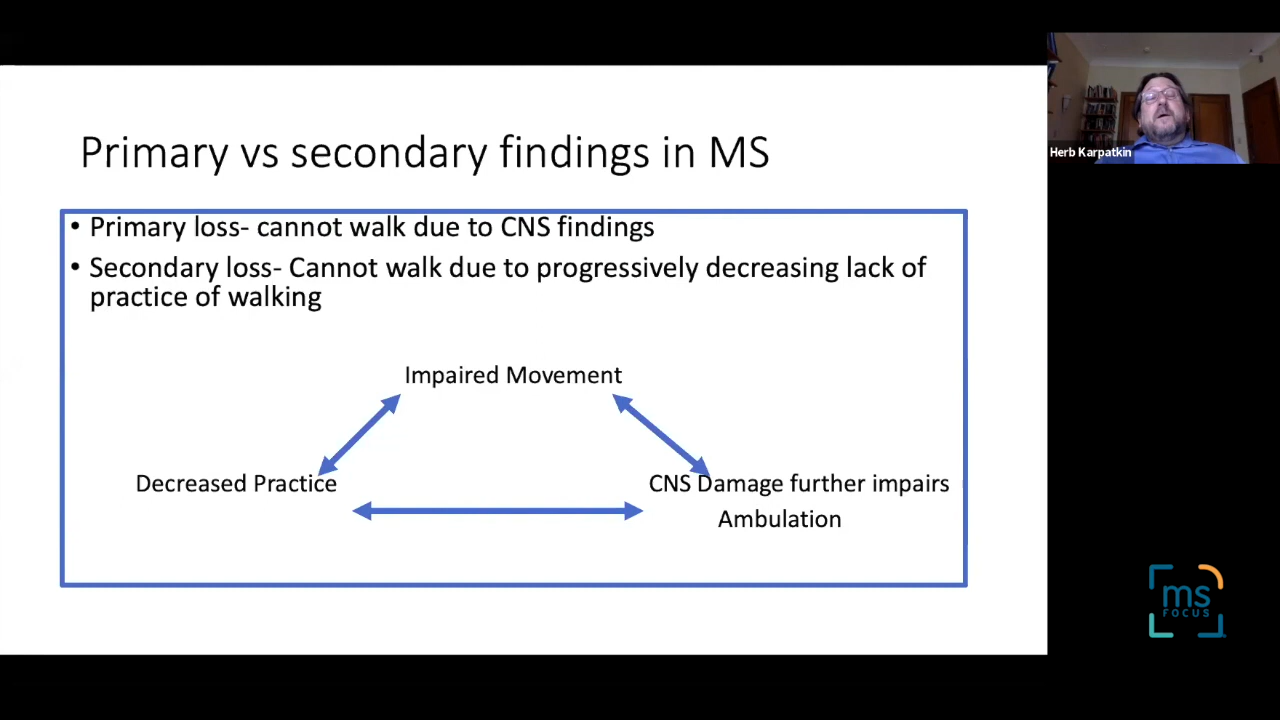 Primary vs secondary findings in MS
• Primary loss- cannot walk due to CNS findings
• Secondary loss- Cannot walk due to progressively decreasing lack of
practice of walking
Impaired Movement
Decreased Practice
CNS Damage further impairs
Ambulation
Herb Karpatkin
ms
FOCUS